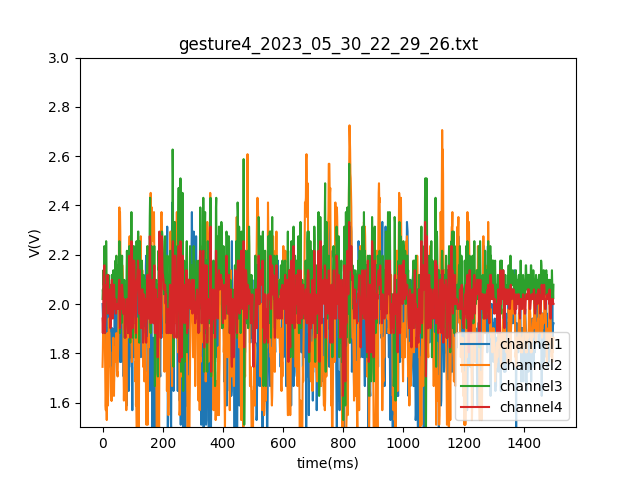 gesture4_2023_05_30_22_29_26.txt
3.0
2.8
2.6
2.4
2.2
2.0
1.8
1.6
V(V)
channel1
channel2
channel3
channel4
0 200 400 600 800 1000 1200 1400
time(ms)